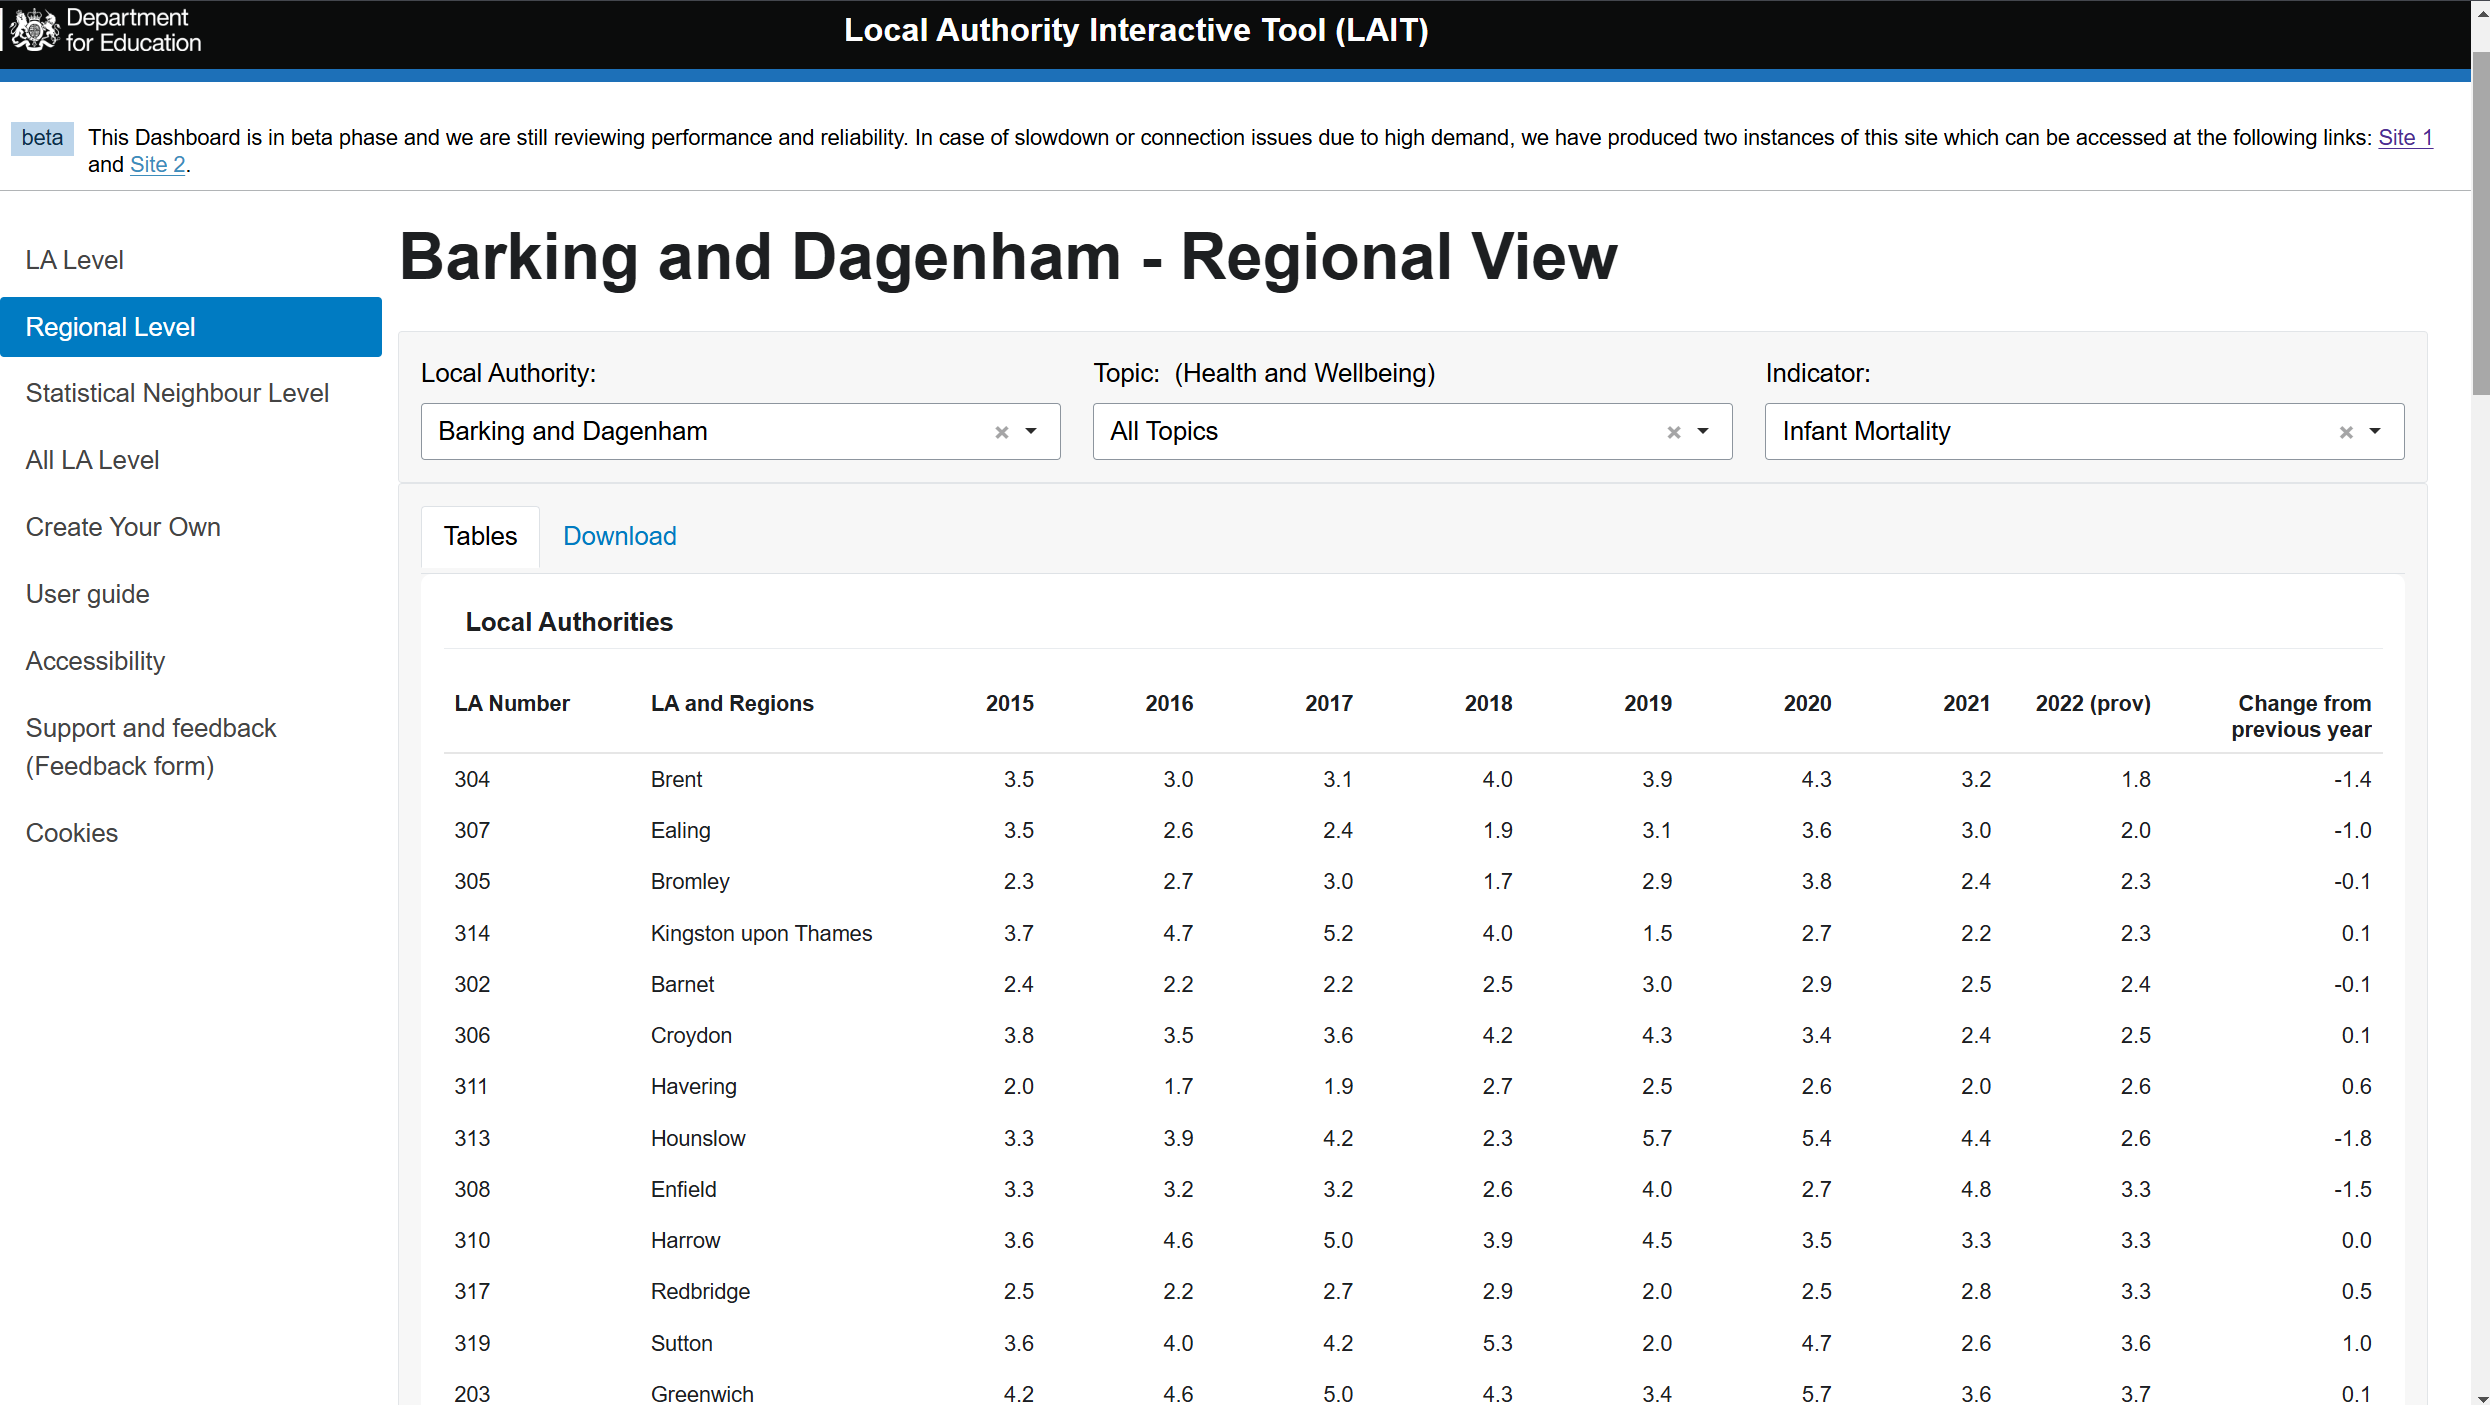 Department
for Education
Local Authority Interactive Tool (LAIT)
beta
This Dashboard is in beta phase and we are still reviewing performance and reliability. In case of slowdown or connection issues due to high demand, we have produced two instances of this site which can be accessed at the following links: Site 1
and Site 2.
LA Level
Regional Level
Statistical Neighbour Level
All LA Level
Create Your Own
User guide
Accessibility
Support and feedback
(Feedback form)
Cookies
Barking and Dagenham - Regional View
Local Authority: Topic: (Health and Wellbeing) Indicator:
Barking and Dagenham × All Topics × Infant Mortality ×
Tables Download
Local Authorities
LA Number LA and Regions 2015 2016 2017 2018 2019 2020 2021 2022 (prov) Change from
previous year
304 Brent 3.5 3.0 3.1 4.0 3.9 4.3 3.2 1.8 -1.4
307 Ealing 3.5 2.6 2.4 1.9 3.1 3.6 3.0 2.0 -1.0
305 Bromley 2.3 2.7 3.0 1.7 2.9 3.8 2.4 2.3 -0.1
314 Kingston upon Thames 3.7 4.7 5.2 4.0 1.5 2.7 2.2 2.3 0.1
302 Barnet 2.4 2.2 2.2 2.5 3.0 2.9 2.5 2.4 -0.1
306 Croydon 3.8 3.5 3.6 4.2 4.3 3.4 2.4 2.5 0.1
311 Havering 2.0 1.7 1.9 2.7 2.5 2.6 2.0 2.6 0.6
313 Hounslow 3.3 3.9 4.2 2.3 5.7 5.4 4.4 2.6 -1.8
308 Enfield 3.3 3.2 3.2 2.6 4.0 2.7 4.8 3.3 -1.5
310 Harrow 3.6 4.6 5.0 3.9 4.5 3.5 3.3 3.3 0.0
317 Redbridge 2.5 2.2 2.7 2.9 2.0 2.5 2.8 3.3 0.5
319 Sutton 3.6 4.0 4.2 5.3 2.0 4.7 2.6 3.6 1.0
203 Greenwich 4.2 4.6 5.0 4.3 3.4 5.7 3.6 3.7 0.1